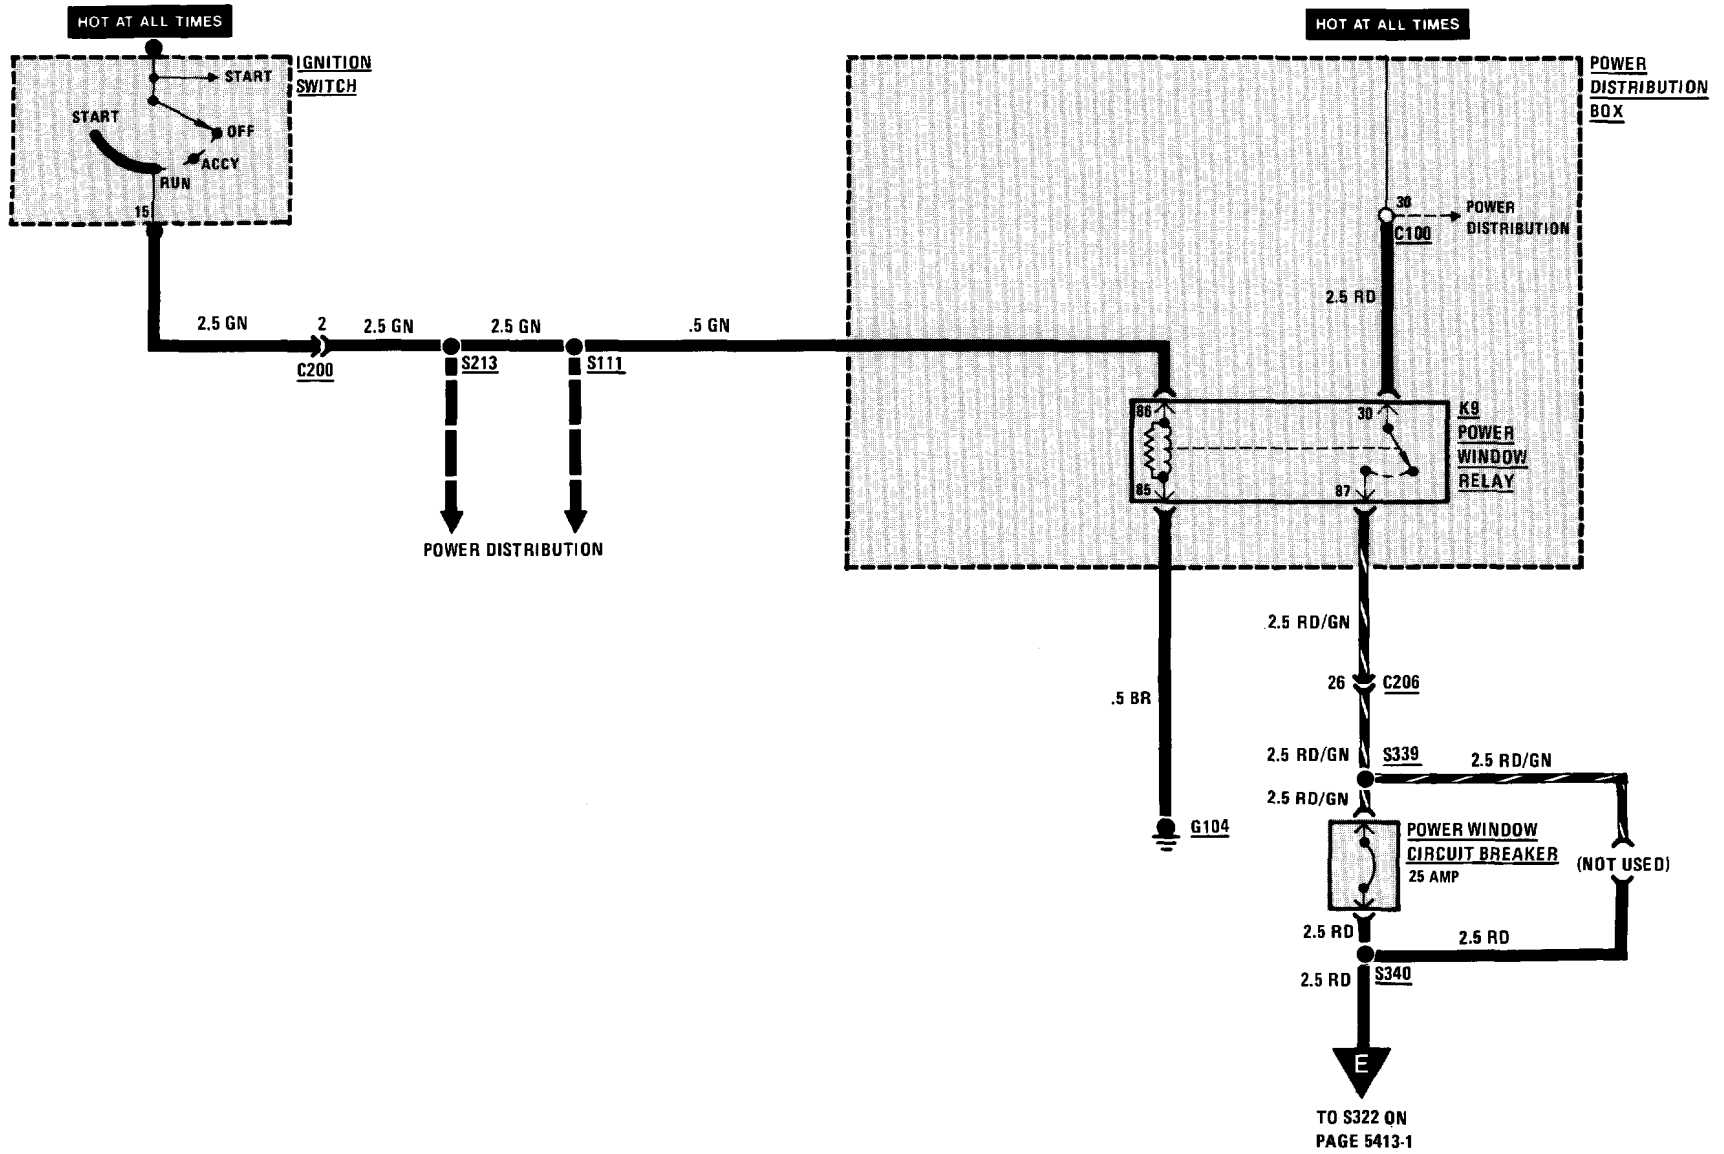 HOT AT ALL TIMES
IGNITION
SWITCH
START
START
OFF
ACCY
RUN
15
2.5 GN
2
C200
2.5 GN
S213
2.5 GN
S111
.5 GN
POWER DISTRIBUTION
HOT AT ALL TIMES
POWER
DISTRIBUTION
BOX
30
C100
POWER
DISTRIBUTION
2.5 RD
86
30
85
87
K9
POWER
WINDOW
RELAY
2.5 RD/GN
.5 BR
26
C206
2.5 RD/GN
S339
2.5 RD/GN
2.5 RD/GN
G104
POWER WINDOW
CIRCUIT BREAKER
25 AMP
(NOT USED)
2.5 RD
2.5 RD
2.5 RD
S340
E
TO S322 ON
PAGE 5413-1